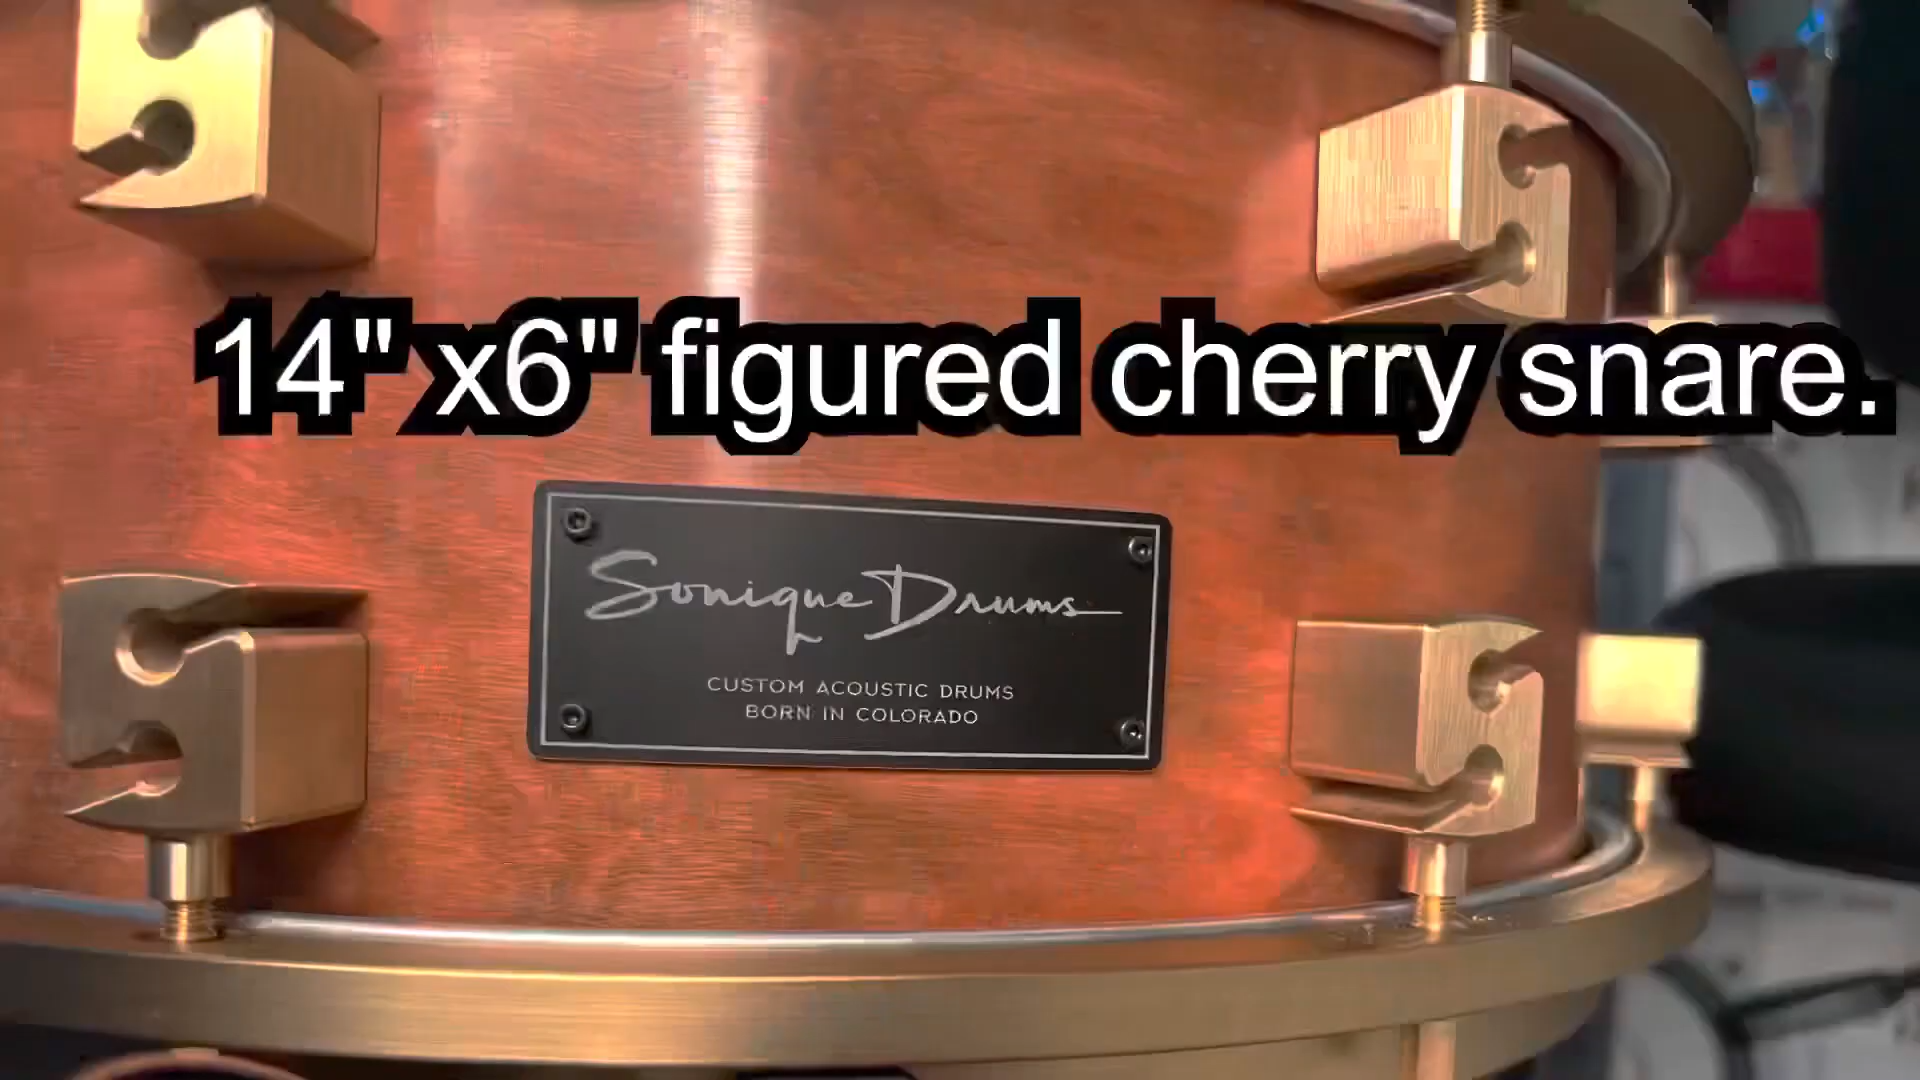 14" x6" figured cherry snare.
Sonique Drums
CUSTOM ACOUSTIC DRUMS
BORN IN COLORADO